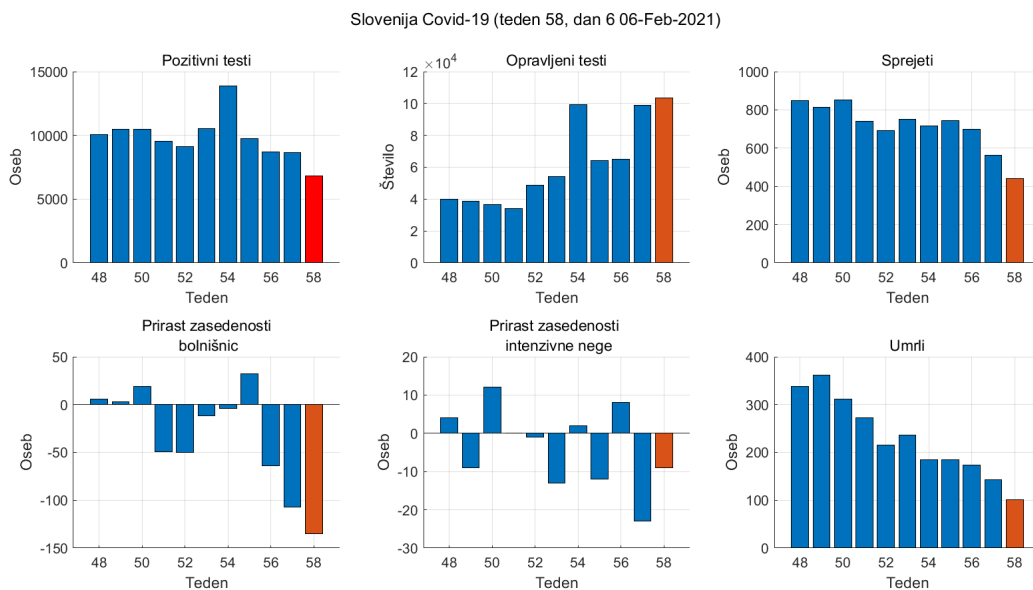 Slovenija Covid-19 (teden 58, dan 6 06-Feb-2021)
Pozitivni testi
15000
10000
5000
0
Oseb
48 50 52 54 56 58
Teden
Opravljeni testi
×10^4
12
10
8
6
4
2
0
Število
48 50 52 54 56 58
Teden
Sprejeti
1000
800
600
400
200
0
Oseb
48 50 52 54 56 58
Teden
Prirast zasedenosti
bolnišnic
50
0
-50
-100
-150
Oseb
48 50 52 54 56 58
Teden
Prirast zasedenosti
intenzivne nege
20
10
0
-10
-20
-30
Oseb
48 50 52 54 56 58
Teden
Umrli
400
300
200
100
0
Oseb
48 50 52 54 56 58
Teden